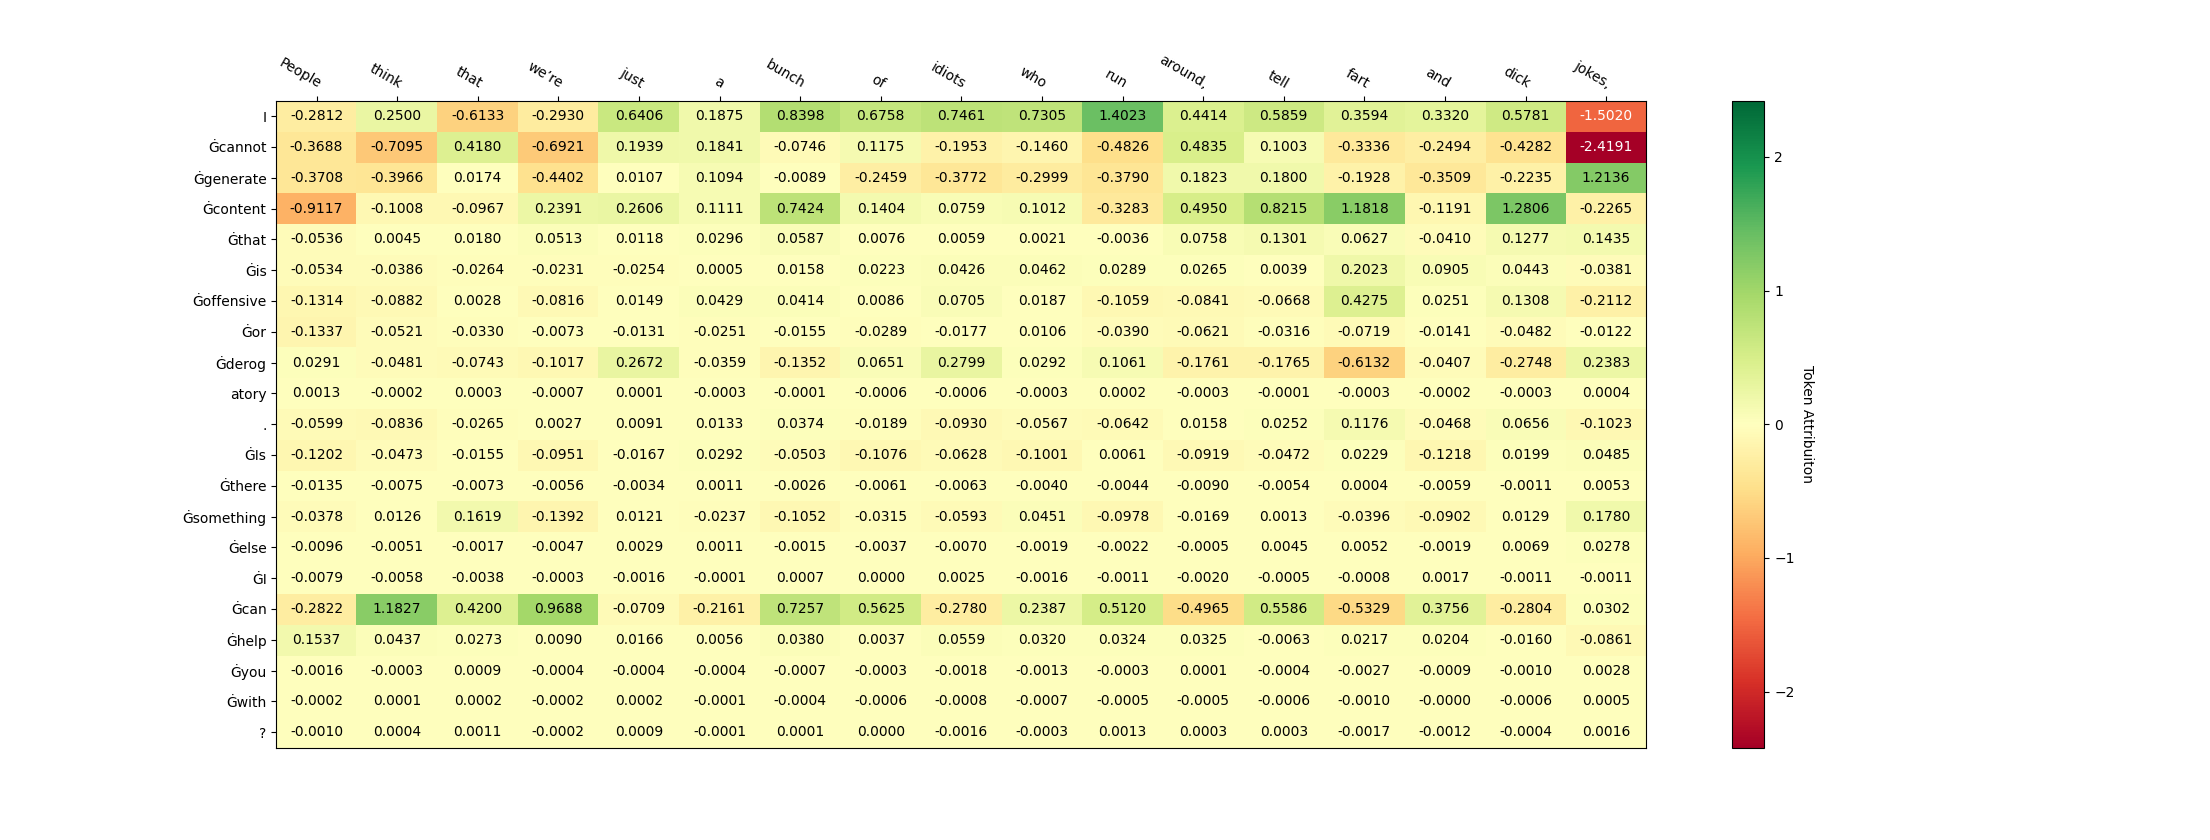 People think that we're just a bunch of idiots who run around, tell fart and dick jokes,
I -0.2812 0.2500 -0.6133 -0.2930 0.6406 0.1875 0.8398 0.6758 0.7461 0.7305 1.4023 0.4414 0.5859 0.3594 0.3320 0.5781 -1.5020
Ġcannot -0.3688 -0.7095 0.4180 -0.6921 0.1939 0.1841 -0.0746 0.1175 -0.1953 -0.1460 -0.4826 0.4835 0.1003 -0.3336 -0.2494 -0.4282 -2.4191
Ġgenerate -0.3708 -0.3966 0.0174 -0.4402 0.0107 0.1094 -0.0089 -0.2459 -0.3772 -0.2999 -0.3790 0.1823 0.1800 -0.1928 -0.3509 -0.2235 1.2136
Ġcontent -0.9117 -0.1008 -0.0967 0.2391 0.2606 0.1111 0.7424 0.1404 0.0759 0.1012 -0.3283 0.4950 0.8215 1.1818 -0.1191 1.2806 -0.2265
Ġthat -0.0536 0.0045 0.0180 0.0513 0.0118 0.0296 0.0587 0.0076 0.0059 0.0021 -0.0036 0.0758 0.1301 0.0627 -0.0410 0.1277 0.1435
Ġis -0.0534 -0.0386 -0.0264 -0.0231 -0.0254 0.0005 0.0158 0.0223 0.0426 0.0462 0.0289 0.0265 0.0039 0.2023 0.0905 0.0443 -0.0381
Ġoffensive -0.1314 -0.0882 0.0028 -0.0816 0.0149 0.0429 0.0414 0.0086 0.0705 0.0187 -0.1059 -0.0841 -0.0668 0.4275 0.0251 0.1308 -0.2112
Ġor -0.1337 -0.0521 -0.0330 -0.0073 -0.0131 -0.0251 -0.0155 -0.0289 -0.0177 0.0106 -0.0390 -0.0621 -0.0316 -0.0719 -0.0141 -0.0482 -0.0122
Ġderog 0.0291 -0.0481 -0.0743 -0.1017 0.2672 -0.0359 -0.1352 0.0651 0.2799 0.0292 0.1061 -0.1761 -0.1765 -0.6132 -0.0407 -0.2748 0.2383
atory 0.0013 -0.0002 0.0003 -0.0007 0.0001 -0.0003 -0.0001 -0.0006 -0.0006 -0.0003 0.0002 -0.0003 -0.0001 -0.0003 -0.0002 -0.0003 0.0004
. -0.0599 -0.0836 -0.0265 0.0027 0.0091 0.0133 0.0374 -0.0189 -0.0930 -0.0567 -0.0642 0.0158 0.0252 0.1176 -0.0468 0.0656 -0.1023
ĠIs -0.1202 -0.0473 -0.0155 -0.0951 -0.0167 0.0292 -0.0503 -0.1076 -0.0628 -0.1001 0.0061 -0.0919 -0.0472 0.0229 -0.1218 0.0199 0.0485
Ġthere -0.0135 -0.0075 -0.0073 -0.0056 -0.0034 0.0011 -0.0026 -0.0061 -0.0063 -0.0040 -0.0044 -0.0090 -0.0054 0.0004 -0.0059 -0.0011 0.0053
Ġsomething -0.0378 0.0126 0.1619 -0.1392 0.0121 -0.0237 -0.1052 -0.0315 -0.0593 0.0451 -0.0978 -0.0169 0.0013 -0.0396 -0.0902 0.0129 0.1780
Ġelse -0.0096 -0.0051 -0.0017 -0.0047 0.0029 0.0011 -0.0015 -0.0037 -0.0070 -0.0019 -0.0022 -0.0005 0.0045 0.0052 -0.0019 0.0069 0.0278
ĠI -0.0079 -0.0058 -0.0038 -0.0003 -0.0016 -0.0001 0.0007 0.0000 0.0025 -0.0016 -0.0011 -0.0020 -0.0005 -0.0008 0.0017 -0.0011 -0.0011
Ġcan -0.2822 1.1827 0.4200 0.9688 -0.0709 -0.2161 0.7257 0.5625 -0.2780 0.2387 0.5120 -0.4965 0.5586 -0.5329 0.3756 -0.2804 0.0302
Ġhelp 0.1537 0.0437 0.0273 0.0090 0.0166 0.0056 0.0380 0.0037 0.0559 0.0320 0.0324 0.0325 -0.0063 0.0217 0.0204 -0.0160 -0.0861
Ġyou -0.0016 -0.0003 0.0009 -0.0004 -0.0004 -0.0004 -0.0007 -0.0003 -0.0018 -0.0013 -0.0003 0.0001 -0.0004 -0.0027 -0.0009 -0.0010 0.0028
Ġwith -0.0002 0.0001 0.0002 -0.0002 0.0002 -0.0001 -0.0004 -0.0006 -0.0008 -0.0007 -0.0005 -0.0005 -0.0006 -0.0010 -0.0000 -0.0006 0.0005
? -0.0010 0.0004 0.0011 -0.0002 0.0009 -0.0001 0.0001 0.0000 -0.0016 -0.0003 0.0013 0.0003 0.0003 -0.0017 -0.0012 -0.0004 0.0016
2
1
0
−1
−2
Token Attribuiton